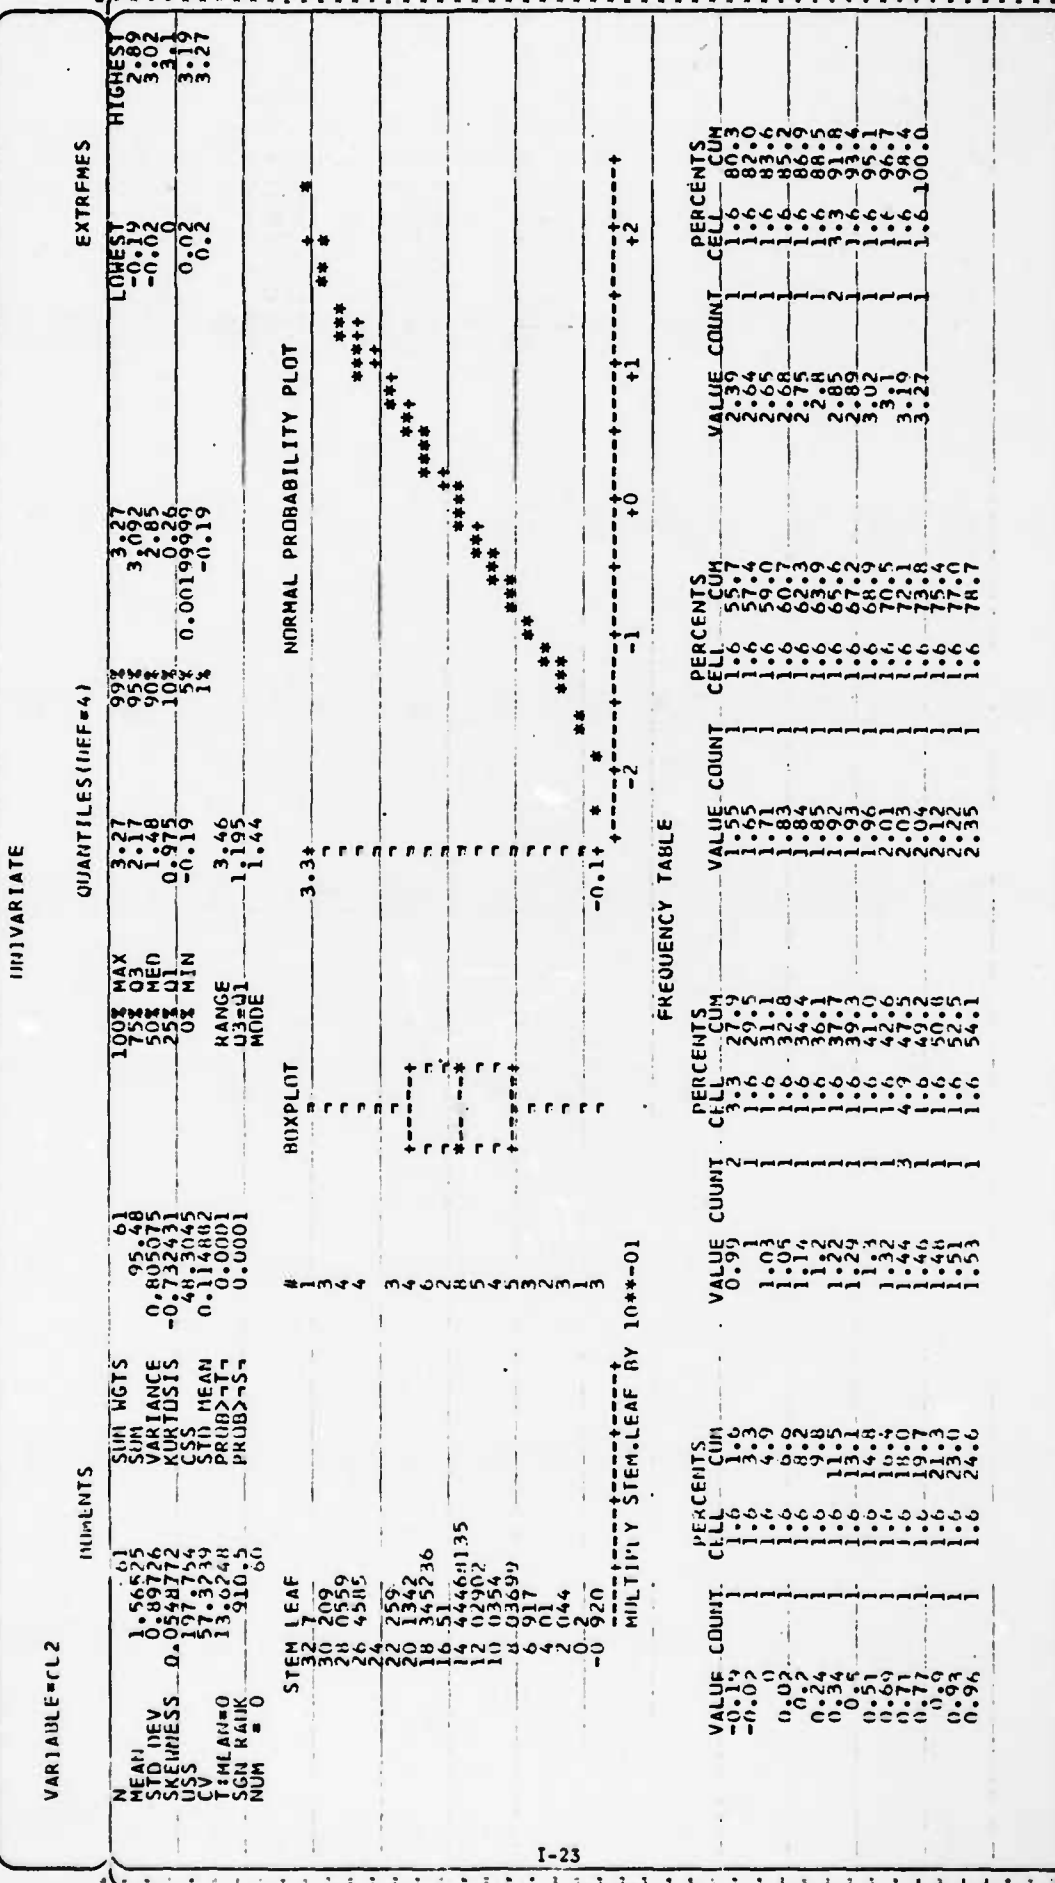 UNIVARIATE
VARIABLE=CL2
MOMENTS QUANTILES(DEF=4) EXTREMES
N 61 SUM WGTS 61 100% MAX 3.27 99% 3.27 LOWEST HIGHEST
MEAN 1.56525 SUM 95.48 75% Q3 2.17 95% 3.092 -0.19 2.89
STD DEV 0.89726 VARIANCE 0.805075 50% MED 1.48 90% 2.85 -0.02 3.02
SKEWNESS 0.0548772 KURTOSIS -0.732431 25% Q1 0.975 10% 0.26 0 3.1
USS 197.754 CSS 48.3045 0% MIN -0.19 5% 0.00199999 0.02 3.19
CV 57.3239 STD MEAN 0.114882 1% -0.19 0.2 3.27
T:MEAN=0 13.6248 PROB>¬T¬ 0.0001 RANGE 3.46
SGN RANK 910.5 PROB>¬S¬ 0.0001 Q3-Q1 1.195
NUM ¬= 0 60 MODE 1.44
STEM LEAF # BOXPLOT NORMAL PROBABILITY PLOT
32 7 1 3.3+
30 209 3
28 0559 4
26 4585 4
24
22 259 3
20 1342 4
18 345236 6
16 51 2
14 44468135 8
12 02902 5
10 0354 4
8 03699 5
6 917 3
4 01 2
2 044 3
0 2 1
-0 920 3 -0.1+
----+----+----+----+
MULTIPLY STEM.LEAF BY 10**-01
-2 -1 +0 +1 +2
FREQUENCY TABLE
PERCENTS PERCENTS PERCENTS PERCENTS
VALUE COUNT CELL CUM VALUE COUNT CELL CUM VALUE COUNT CELL CUM VALUE COUNT CELL CUM
-0.19 1 1.6 1.6 0.99 2 3.3 27.9 1.55 1 1.6 55.7 2.39 1 1.6 80.3
-0.02 1 1.6 3.3 1 1 1.6 29.5 1.65 1 1.6 57.4 2.64 1 1.6 82.0
0 1 1.6 4.9 1.03 1 1.6 31.1 1.71 1 1.6 59.0 2.65 1 1.6 83.6
0.02 1 1.6 6.6 1.05 1 1.6 32.8 1.83 1 1.6 60.7 2.68 1 1.6 85.2
0.2 1 1.6 8.2 1.14 1 1.6 34.4 1.84 1 1.6 62.3 2.75 1 1.6 86.9
0.24 1 1.6 9.8 1.2 1 1.6 36.1 1.85 1 1.6 63.9 2.8 1 1.6 88.5
0.34 1 1.6 11.5 1.22 1 1.6 37.7 1.92 1 1.6 65.6 2.85 2 3.3 91.8
0.5 1 1.6 13.1 1.29 1 1.6 39.3 1.93 1 1.6 67.2 2.89 1 1.6 93.4
0.51 1 1.6 14.8 1.3 1 1.6 41.0 1.96 1 1.6 68.9 3.02 1 1.6 95.1
0.69 1 1.6 16.4 1.32 1 1.6 42.6 2.01 1 1.6 70.5 3.1 1 1.6 96.7
0.71 1 1.6 18.0 1.44 3 4.9 47.5 2.03 1 1.6 72.1 3.19 1 1.6 98.4
0.77 1 1.6 19.7 1.46 1 1.6 49.2 2.04 1 1.6 73.8 3.27 1 1.6 100.0
0.9 1 1.6 21.3 1.48 1 1.6 50.8 2.12 1 1.6 75.4
0.93 1 1.6 23.0 1.51 1 1.6 52.5 2.22 1 1.6 77.0
0.96 1 1.6 24.6 1.53 1 1.6 54.1 2.35 1 1.6 78.7
I-23